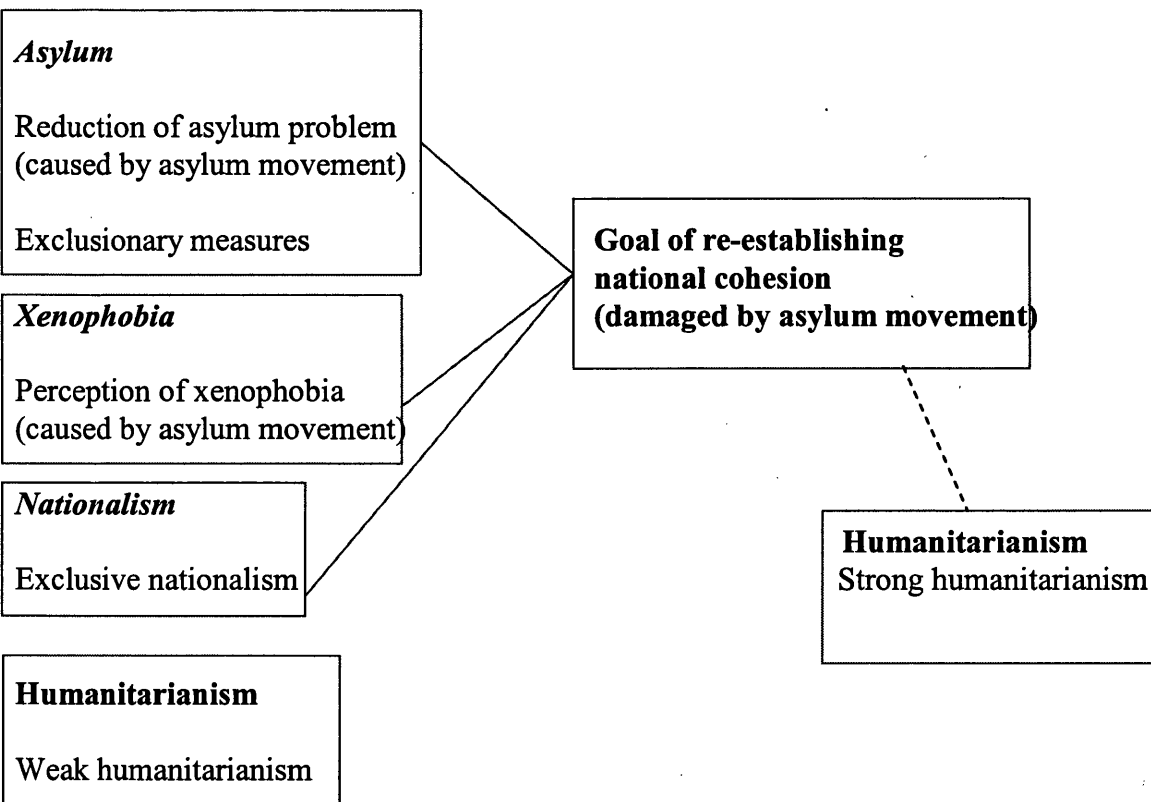 Asylum
Reduction of asylum problem
(caused by asylum movement)
Exclusionary measures
Xenophobia
Perception of xenophobia
(caused by asylum movement)
Nationalism
Exclusive nationalism
Humanitarianism
Weak humanitarianism
Goal of re-establishing
national cohesion
(damaged by asylum movement)
Humanitarianism
Strong humanitarianism